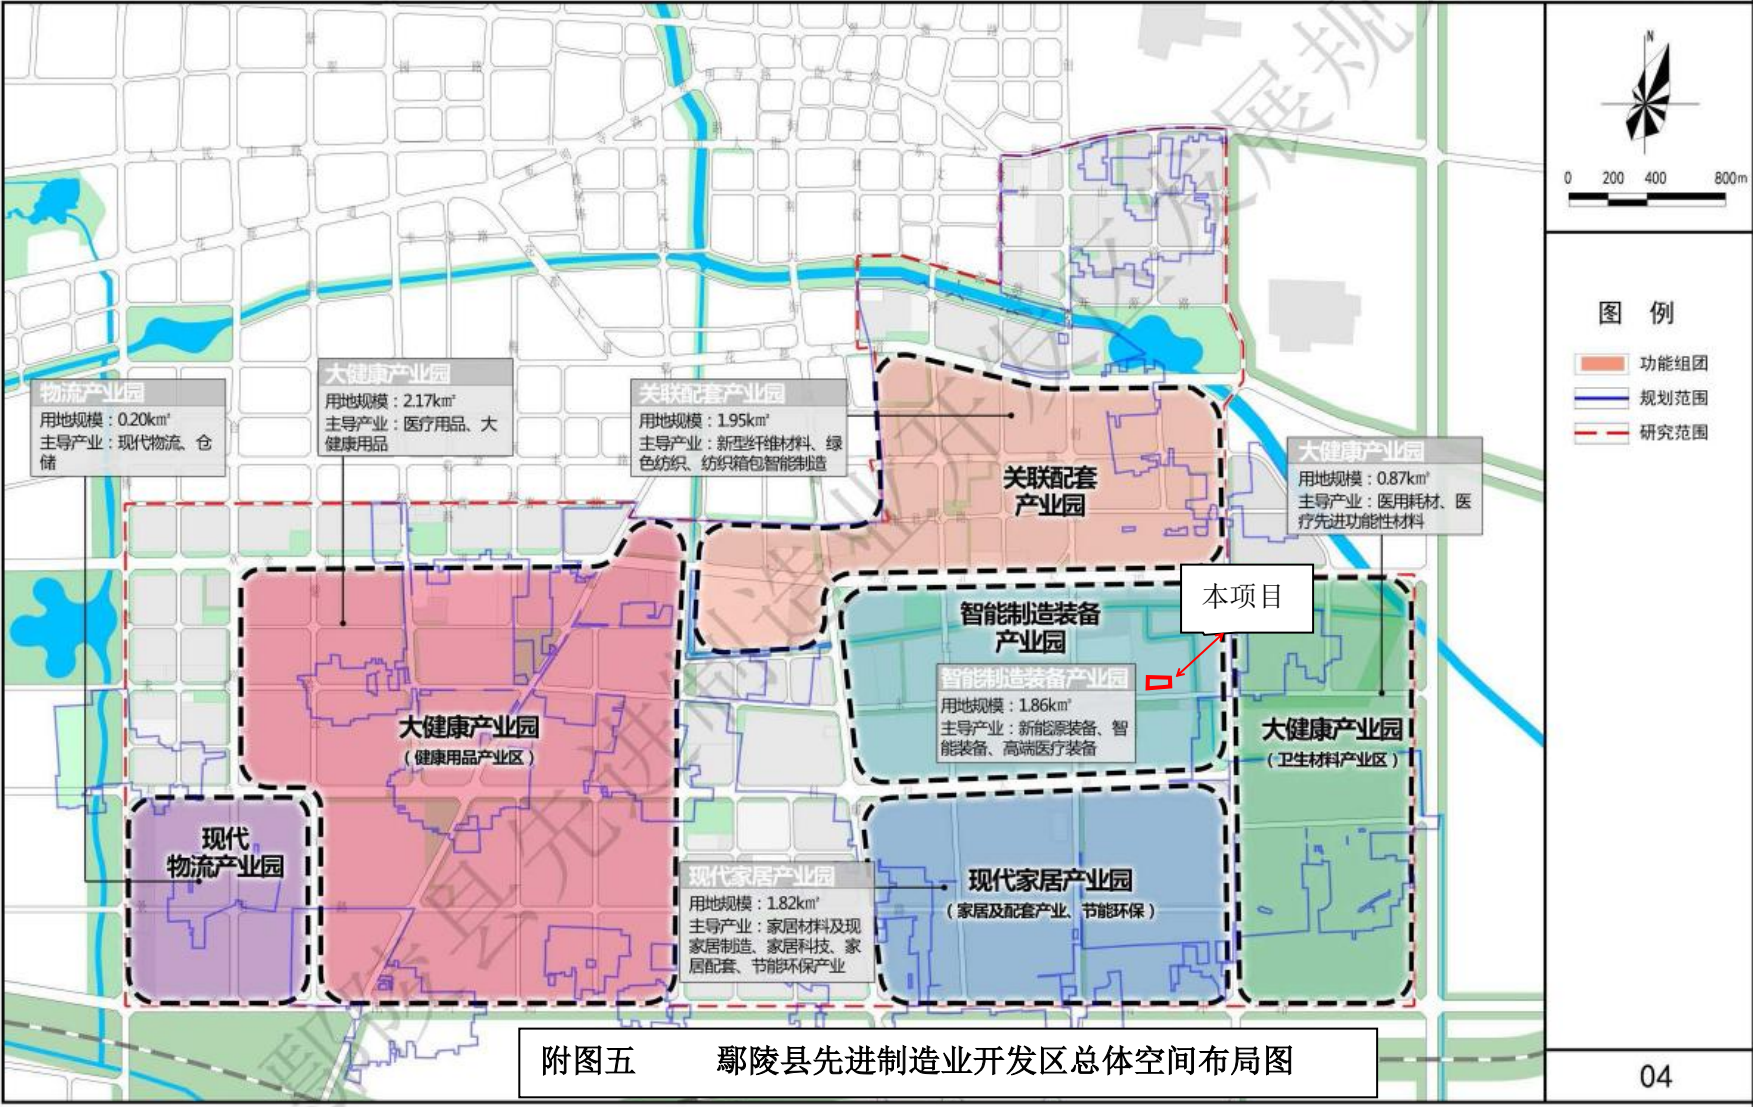 物流产业园
用地规模：0.20km²
主导产业：现代物流、仓
储
大健康产业园
用地规模：2.17km²
主导产业：医疗用品、大
健康用品
关联配套产业园
用地规模：1.95km²
主导产业：新型纤维材料、绿
色纺织、纺织箱包智能制造
大健康产业园
用地规模：0.87km²
主导产业：医用耗材、医
疗先进功能性材料
关联配套
产业园
本项目
智能制造装备
产业园
智能制造装备产业园
用地规模：1.86km²
主导产业：新能源装备、智
能装备、高端医疗装备
大健康产业园
（健康用品产业区）
大健康产业园
（卫生材料产业区）
现代
物流产业园
现代家居产业园
用地规模：1.82km²
主导产业：家居材料及现
家居制造、家居科技、家
居配套、节能环保产业
现代家居产业园
（家居及配套产业、节能环保）
附图五 鄢陵县先进制造业开发区总体空间布局图
N
0 200 400 800m
图 例
功能组团
规划范围
研究范围
04
鄢陵县先进制造业开发区发展规